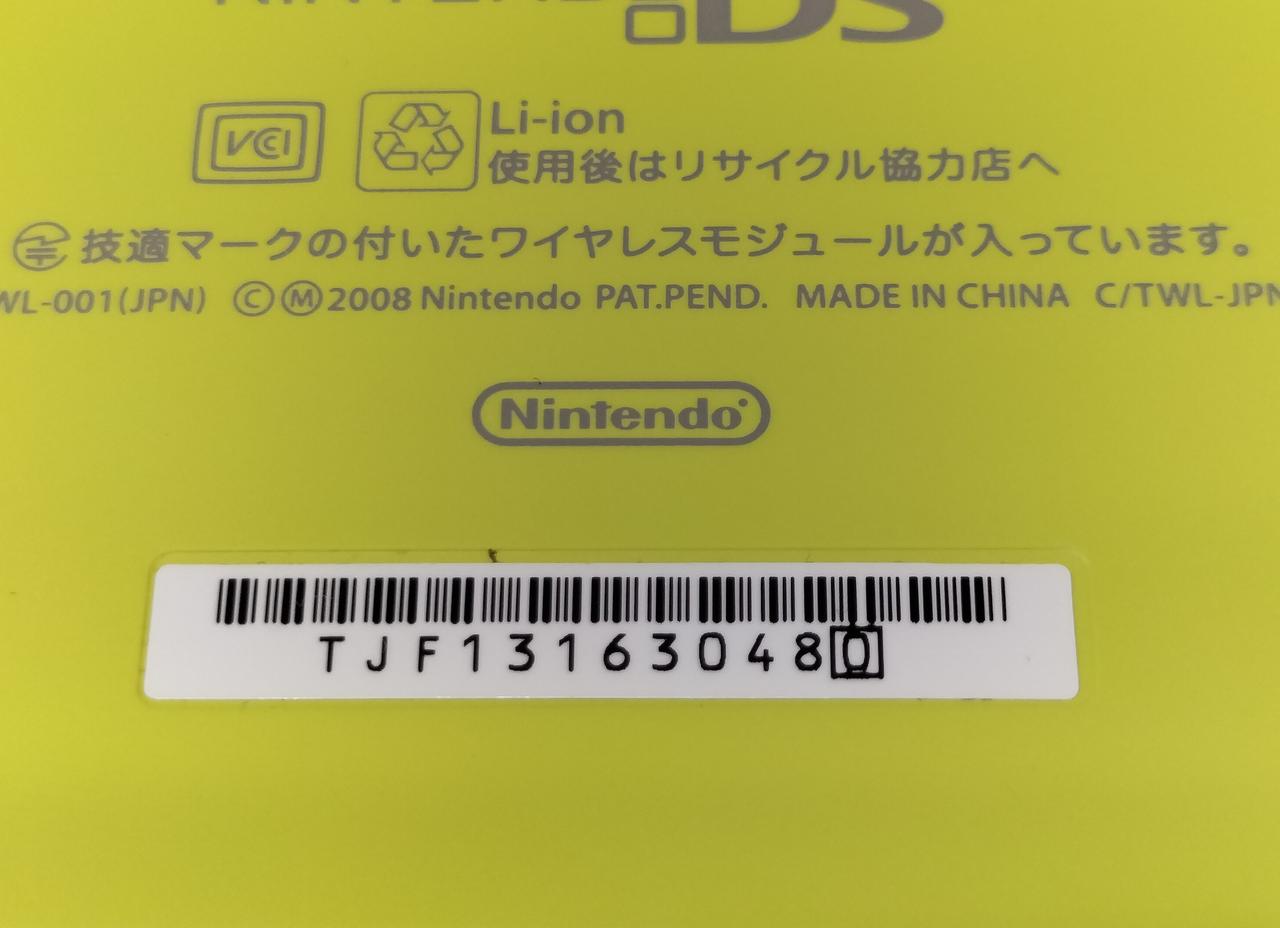 NINTENDO DS
VCCI
Li-ion
使用後はリサイクル協力店へ
技適マークの付いたワイヤレスモジュールが入っています。
WL-001(JPN) ©Ⓜ2008 Nintendo PAT.PEND. MADE IN CHINA C/TWL-JPN
Nintendo
TJF131630480